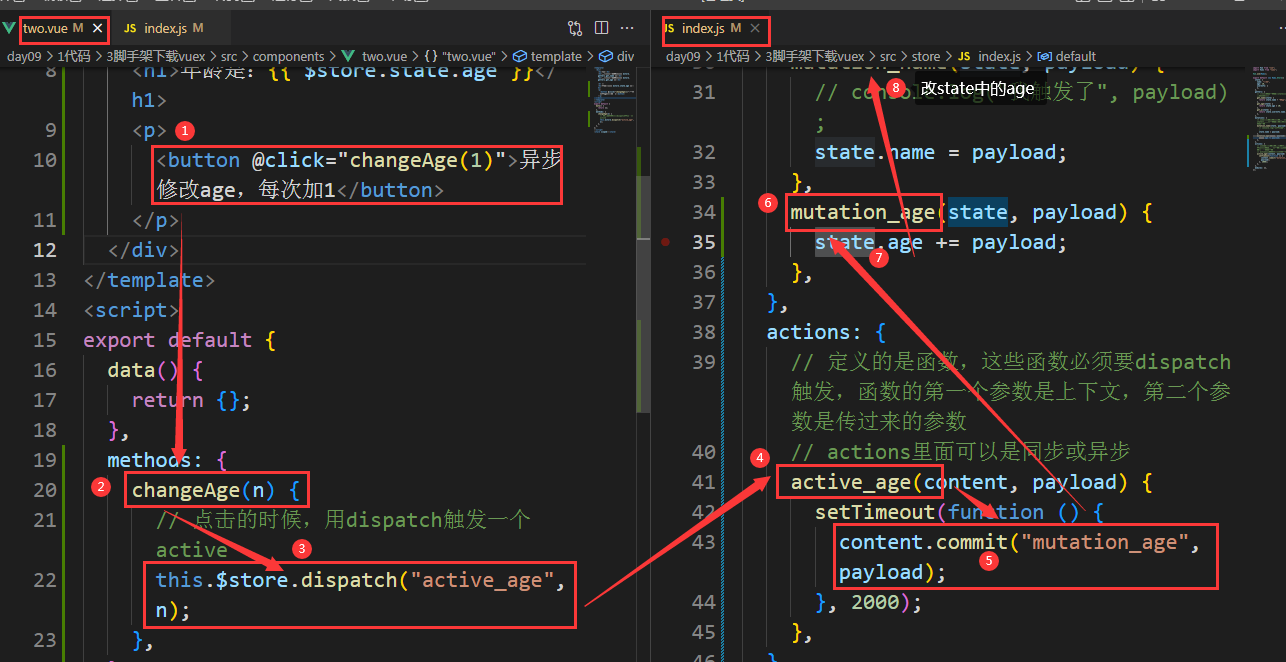 two.vue M ×
JS index.js M
day09 > 1代码 > 3脚手架下载vuex > src > components > two.vue > {} "two.vue" > template > div
8 <h1>年龄是: {{ $store.state.age }}</
h1>
9 <p> 1
10 <button @click="changeAge(1)">异步
修改age，每次加1</button>
11 </p>
12 </div>
13 </template>
14 <script>
15 export default {
16 data() {
17 return {};
18 },
19 methods: {
2 20 changeAge(n) {
21 // 点击的时候，用dispatch触发一个
active 3
22 this.$store.dispatch("active_age",
n);
23 },
JS index.js M ×
day09 > 1代码 > 3脚手架下载vuex > src > store > JS index.js > default
8 改state中的age
31 // console.log("我触发了", payload)
;
32 state.name = payload;
33 },
6 34 mutation_age(state, payload) {
35 state.age += payload;
7
36 },
37 },
38 actions: {
39 // 定义的是函数，这些函数必须要dispatch
触发，函数的第一个参数是上下文，第二个参
数是传过来的参数
40 // actions里面可以是同步或异步
4 41 active_age(content, payload) {
42 setTimeout(function () {
43 content.commit("mutation_age",
payload); 5
44 }, 2000);
45 },